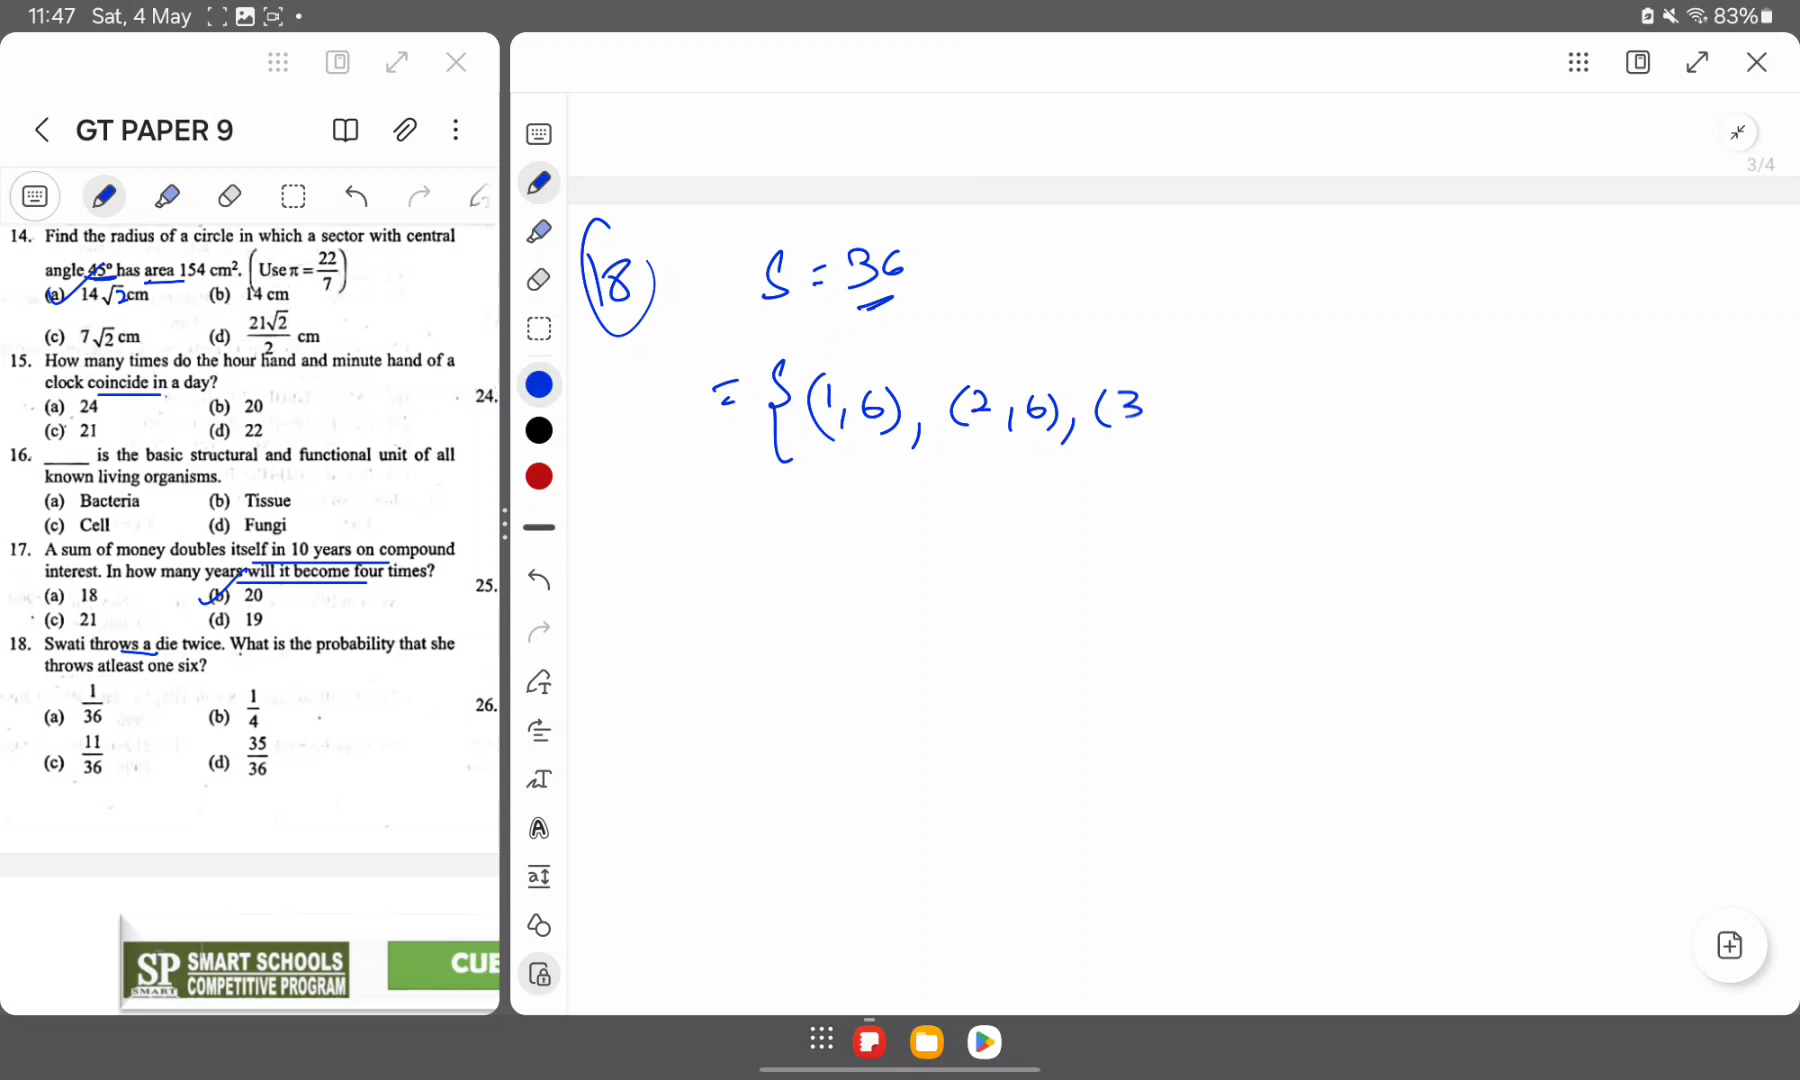 11:47 Sat, 4 May
83%
GT PAPER 9
14. Find the radius of a circle in which a sector with central
angle 45° has area 154 cm². (Use π = 22/7)
(a) 14 √2 cm (b) 14 cm
(c) 7√2 cm (d) 21√2/2 cm
15. How many times do the hour hand and minute hand of a
clock coincide in a day?
(a) 24 (b) 20
(c) 21 (d) 22
16. ____ is the basic structural and functional unit of all
known living organisms.
(a) Bacteria (b) Tissue
(c) Cell (d) Fungi
17. A sum of money doubles itself in 10 years on compound
interest. In how many years will it become four times?
(a) 18 (b) 20
(c) 21 (d) 19
18. Swati throws a die twice. What is the probability that she
throws atleast one six?
(a) 1/36 (b) 1/4
(c) 11/36 (d) 35/36
24.
25.
26.
SP SMART SCHOOLS
SMART COMPETITIVE PROGRAM
CUE
3/4
18 S = 36
= { (1,6), (2,6), (3